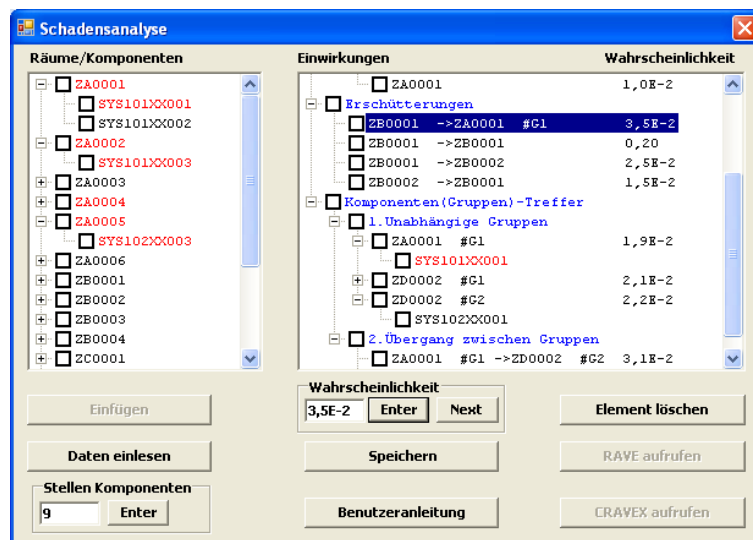 Schadensanalyse
Räume/Komponenten
ZA0001
SYS101XX001
SYS101XX002
ZA0002
SYS101XX003
ZA0003
ZA0004
ZA0005
SYS102XX003
ZA0006
ZB0001
ZB0002
ZB0003
ZB0004
ZC0001
Einwirkungen Wahrscheinlichkeit
ZA0001 1,0E-2
Erschütterungen
ZB0001 ->ZA0001 #G1 3,5E-2
ZB0001 ->ZB0001 0,20
ZB0001 ->ZB0002 2,5E-2
ZB0002 ->ZB0001 1,5E-2
Komponenten(Gruppen)-Treffer
1.Unabhängige Gruppen
ZA0001 #G1 1,9E-2
SYS101XX001
ZD0002 #G1 2,1E-2
ZD0002 #G2 2,2E-2
SYS102XX001
2.Übergang zwischen Gruppen
ZA0001 #G1 ->ZD0002 #G2 3,1E-2
Wahrscheinlichkeit
3,5E-2 Enter Next
Einfügen
Element löschen
Daten einlesen
Speichern
RAVE aufrufen
Stellen Komponenten
9 Enter
Benutzeranleitung
CRAVEX aufrufen